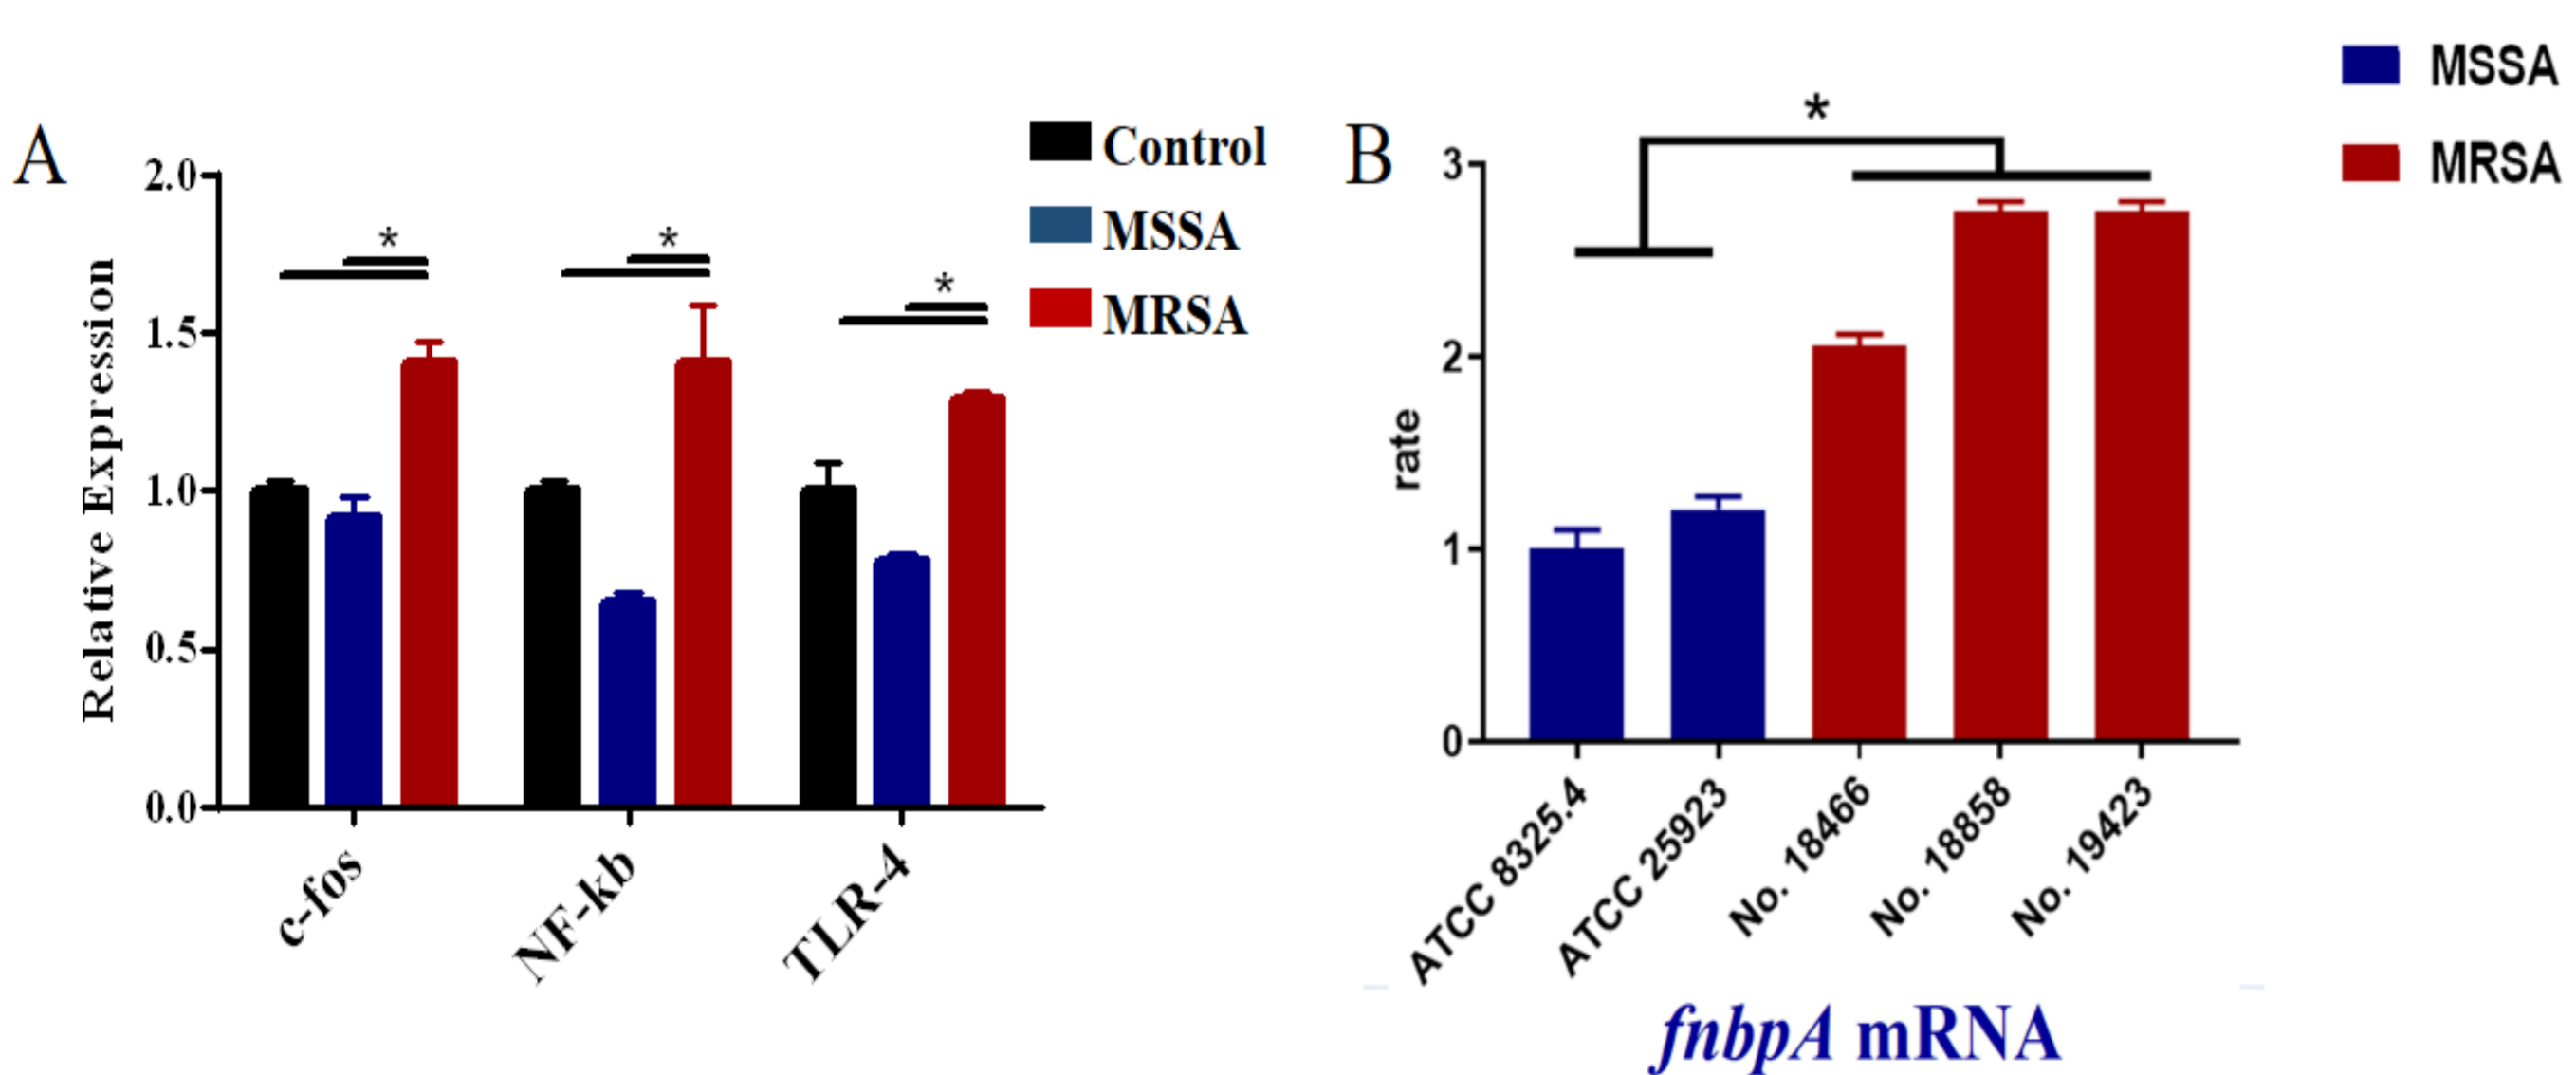 A
Relative Expression
2.0
1.5
1.0
0.5
0.0
*
*
*
Control
MSSA
MRSA
c-fos
NF-kb
TLR-4
B
rate
3
2
1
0
*
MSSA
MRSA
ATCC 8325.4
ATCC 25923
No. 18466
No. 18858
No. 19423
fnbpA mRNA